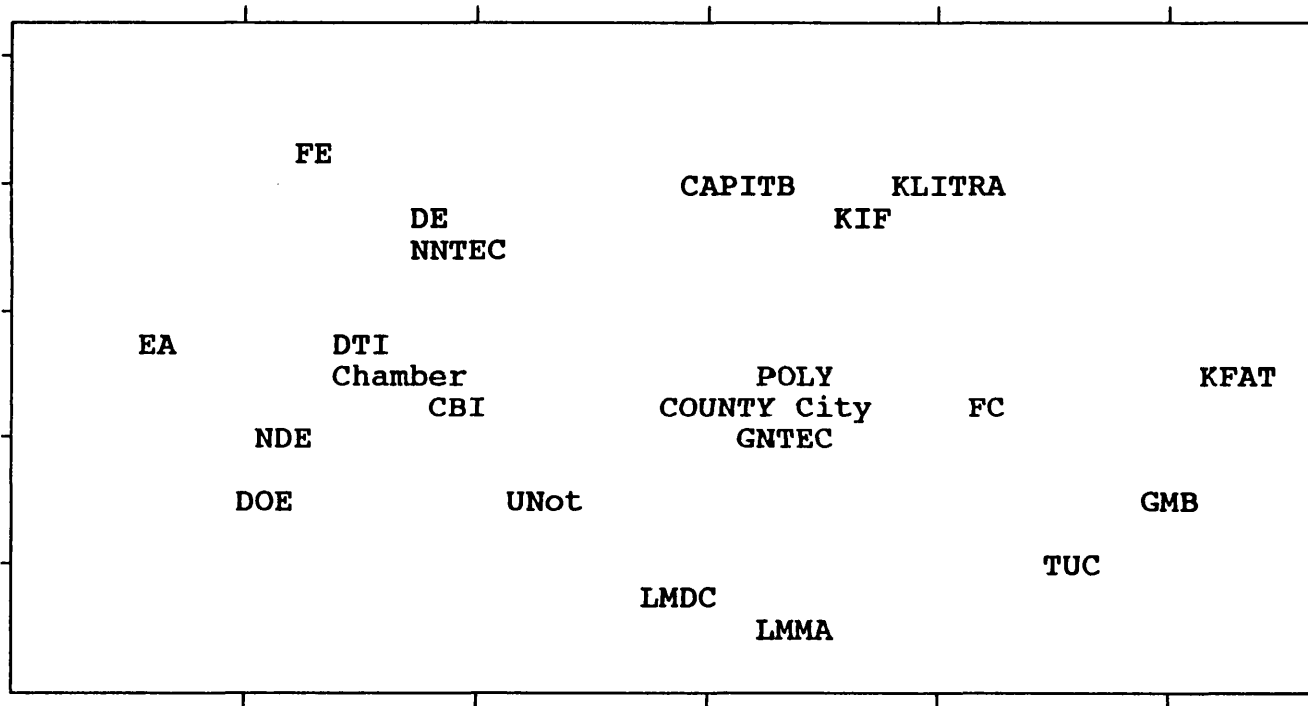 FE
CAPITB KLITRA
DE KIF
NNTEC
EA DTI
Chamber POLY KFAT
CBI COUNTY City FC
NDE GNTEC
DOE UNot GMB
TUC
LMDC
LMMA